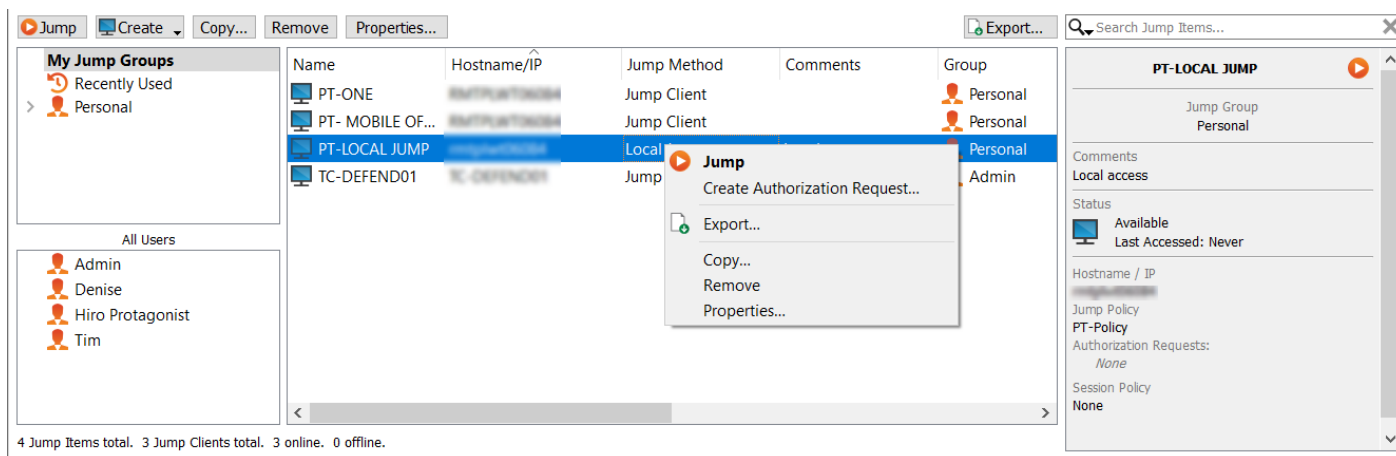 Jump Create Copy... Remove Properties... Export... Search Jump Items...
My Jump Groups
Recently Used
Personal
All Users
Admin
Denise
Hiro Protagonist
Tim
Name Hostname/IP Jump Method Comments Group
PT-ONE Jump Client Personal
PT- MOBILE OF... Jump Client Personal
PT-LOCAL JUMP Local Personal
TC-DEFEND01 TC-DEFEND01 Jump Admin
Jump
Create Authorization Request...
Export...
Copy...
Remove
Properties...
PT-LOCAL JUMP
Jump Group
Personal
Comments
Local access
Status
Available
Last Accessed: Never
Hostname / IP
Jump Policy
PT-Policy
Authorization Requests:
None
Session Policy
None
4 Jump Items total. 3 Jump Clients total. 3 online. 0 offline.